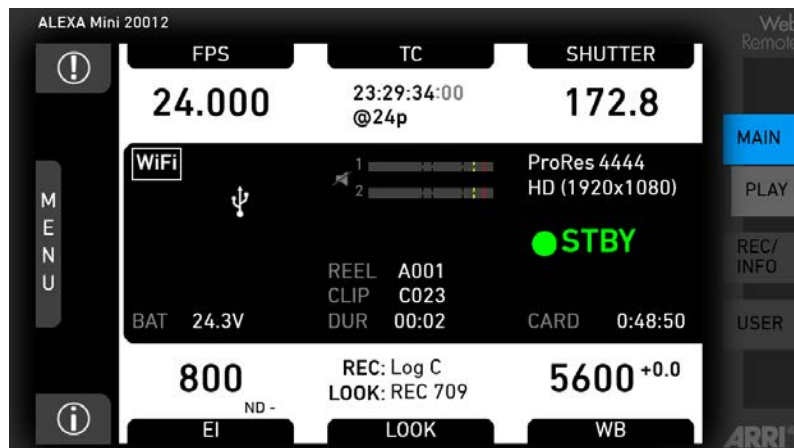 ALEXA Mini 20012
Web
Remote
FPS
TC
SHUTTER
24.000
23:29:34:00
@24p
172.8
MAIN
PLAY
REC/
INFO
USER
MENU
WiFi
1
2
ProRes 4444
HD (1920x1080)
STBY
REEL A001
CLIP C023
BAT 24.3V
DUR 00:02
CARD 0:48:50
800
ND -
REC: Log C
LOOK: REC 709
5600 +0.0
EI
LOOK
WB
ARRI